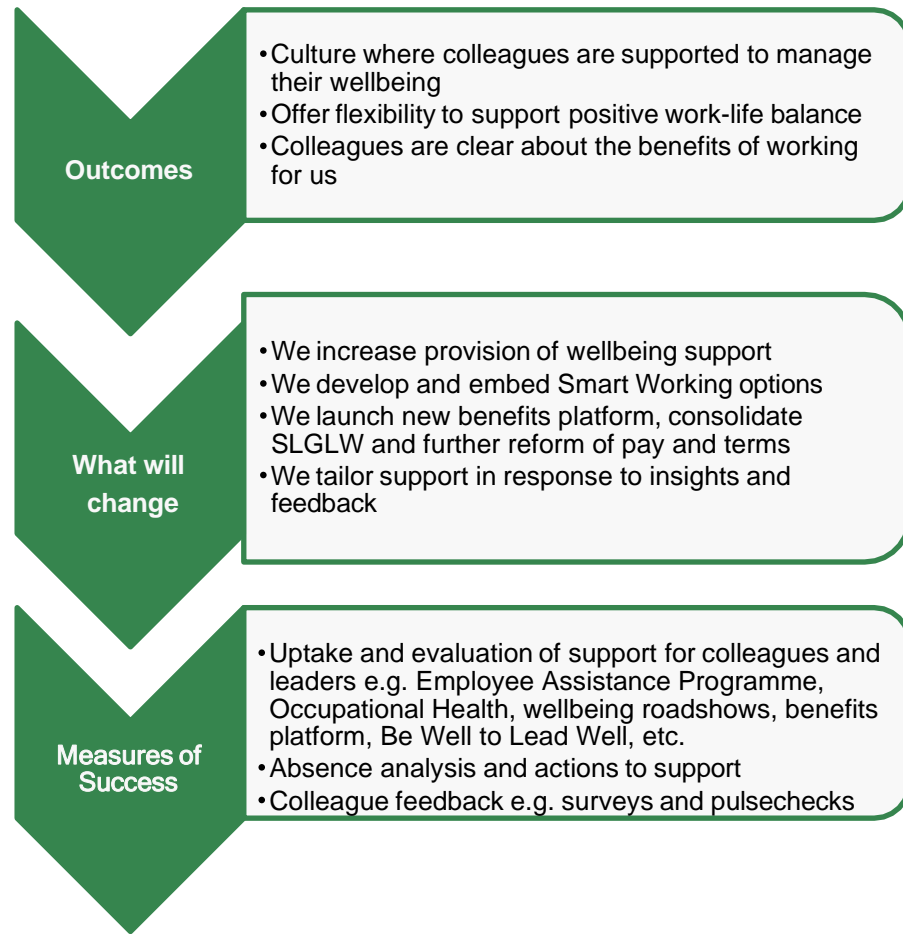 Outcomes
•Culture where colleagues are supported to manage
their wellbeing
•Offer flexibility to support positive work-life balance
•Colleagues are clear about the benefits of working
for us
What will
change
•We increase provision of wellbeing support
•We develop and embed Smart Working options
•We launch new benefits platform, consolidate
SLGLW and further reform of pay and terms
•We tailor support in response to insights and
feedback
Measures of
Success
•Uptake and evaluation of support for colleagues and
leaders e.g. Employee Assistance Programme,
Occupational Health, wellbeing roadshows, benefits
platform, Be Well to Lead Well, etc.
•Absence analysis and actions to support
•Colleague feedback e.g. surveys and pulsechecks